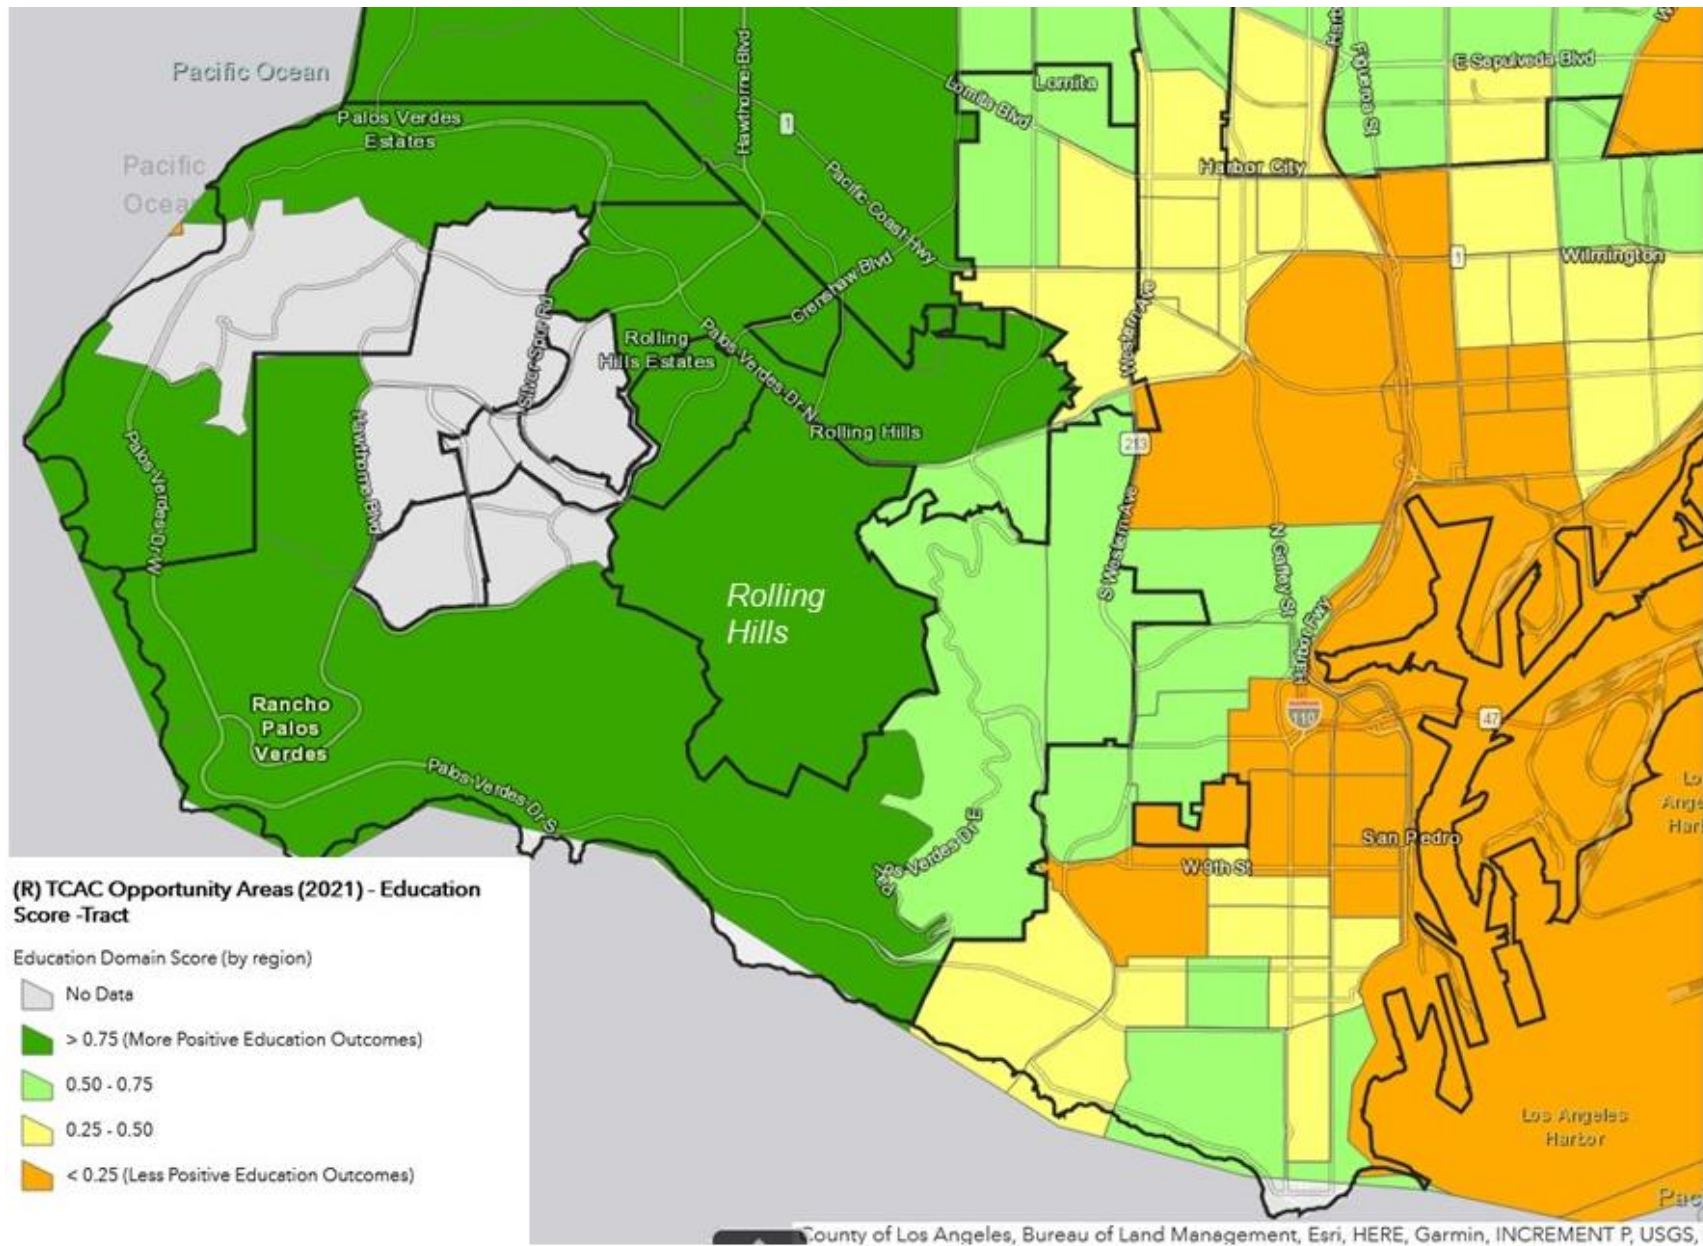 Pacific Ocean
Pacific
Ocean
Palos Verdes
Estates
Hawthorne Blvd
1
Lomita Blvd
Lomita
Figueroa St
E Sepulveda Blvd
Harbor City
Pacific Coast Hwy
Crenshaw Blvd
1
Wilmington
Western Ave
Silver Spur Rd
Rolling
Hills Estates
Palos Verdes Dr N
Rolling Hills
213
Palos Verdes Dr W
Hawthorne Blvd
S Western Ave
N Gaffey St
Harbor Fwy
Rolling
Hills
Rancho
Palos
Verdes
110
47
Palos Verdes Dr S
Palos Verdes Dr E
San Pedro
W 9th St
Lo
Ange
Har
Los Angeles
Harbor
Pac
(R) TCAC Opportunity Areas (2021) - Education
Score -Tract
Education Domain Score (by region)
No Data
> 0.75 (More Positive Education Outcomes)
0.50 - 0.75
0.25 - 0.50
< 0.25 (Less Positive Education Outcomes)
County of Los Angeles, Bureau of Land Management, Esri, HERE, Garmin, INCREMENT P, USGS,